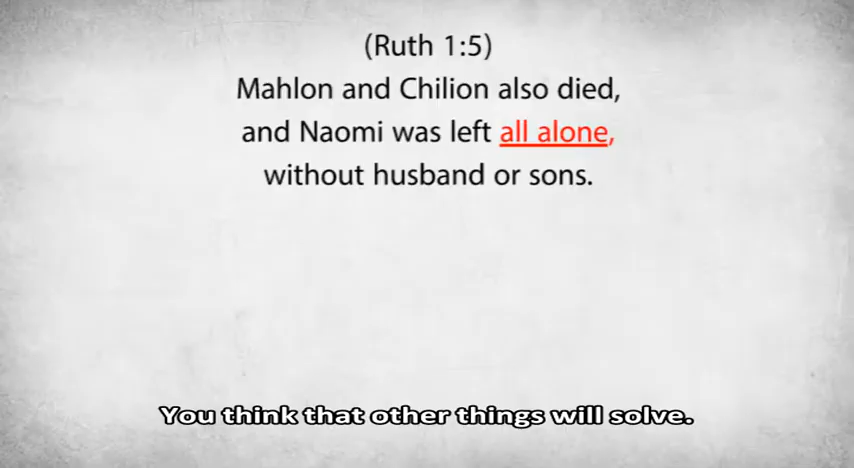 (Ruth 1:5)
Mahlon and Chilion also died,
and Naomi was left all alone,
without husband or sons.
You think that other things will solve.